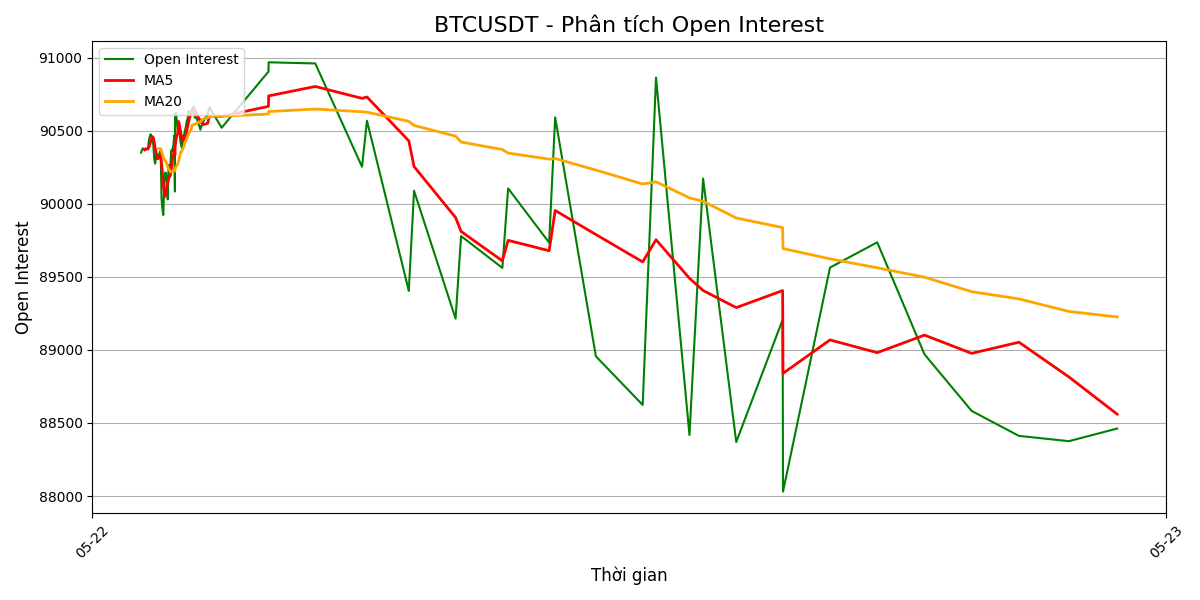 BTCUSDT - Phân tích Open Interest
Open Interest
MA5
MA20
91000
90500
90000
89500
89000
88500
88000
Open Interest
05-22
05-23
Thời gian